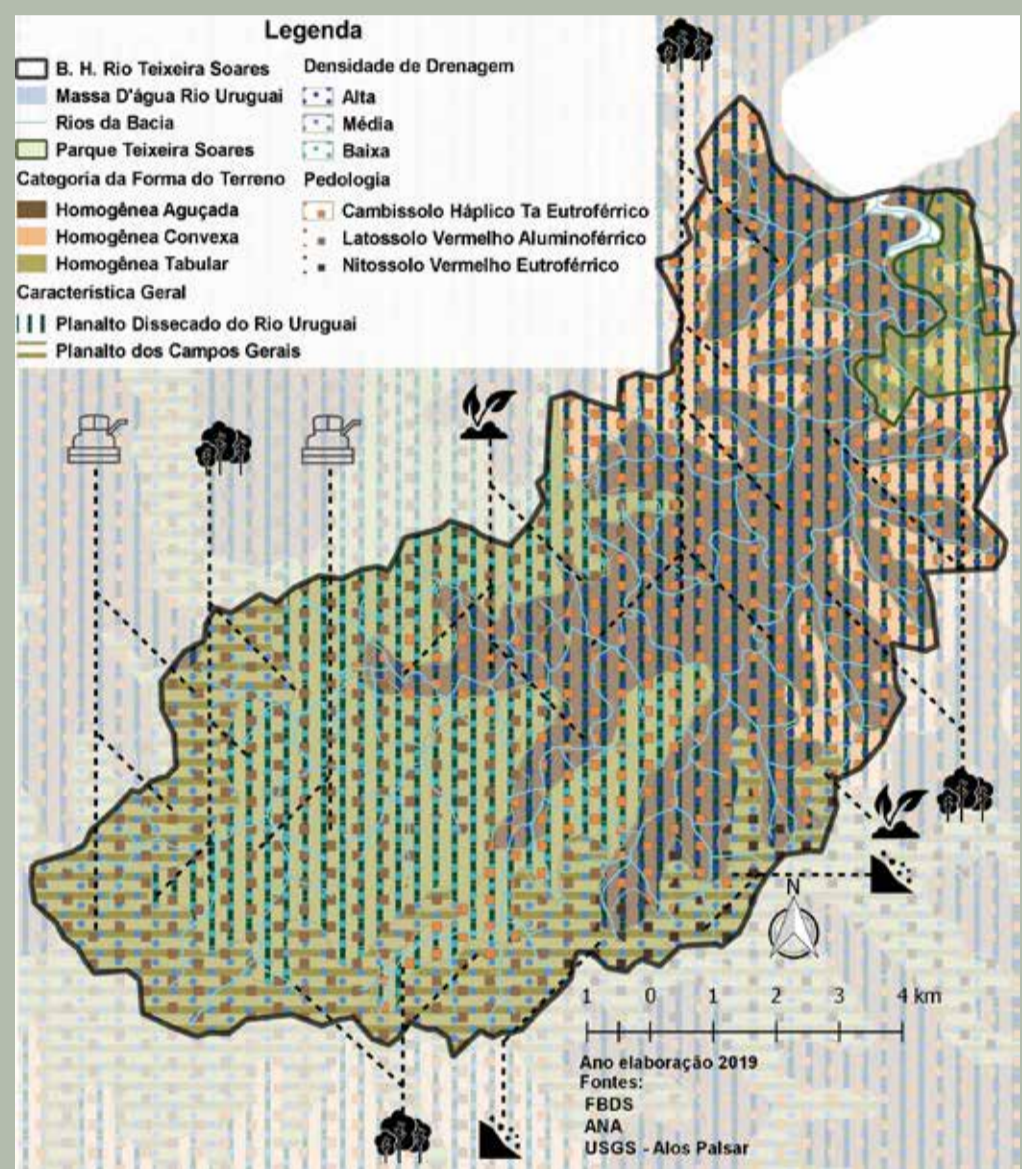 Legenda
B. H. Rio Teixeira Soares
Massa D'água Rio Uruguai
Rios da Bacia
Parque Teixeira Soares
Categoria da Forma do Terreno
Homogênea Aguçada
Homogênea Convexa
Homogênea Tabular
Característica Geral
Planalto Dissecado do Rio Uruguai
Planalto dos Campos Gerais
Densidade de Drenagem
Alta
Média
Baixa
Pedologia
Cambissolo Háplico Ta Eutroférrico
Latossolo Vermelho Aluminoférrico
Nitossolo Vermelho Eutroférrico
N
1 0 1 2 3 4 km
Ano elaboração 2019
Fontes:
FBDS
ANA
USGS - Alos Palsar